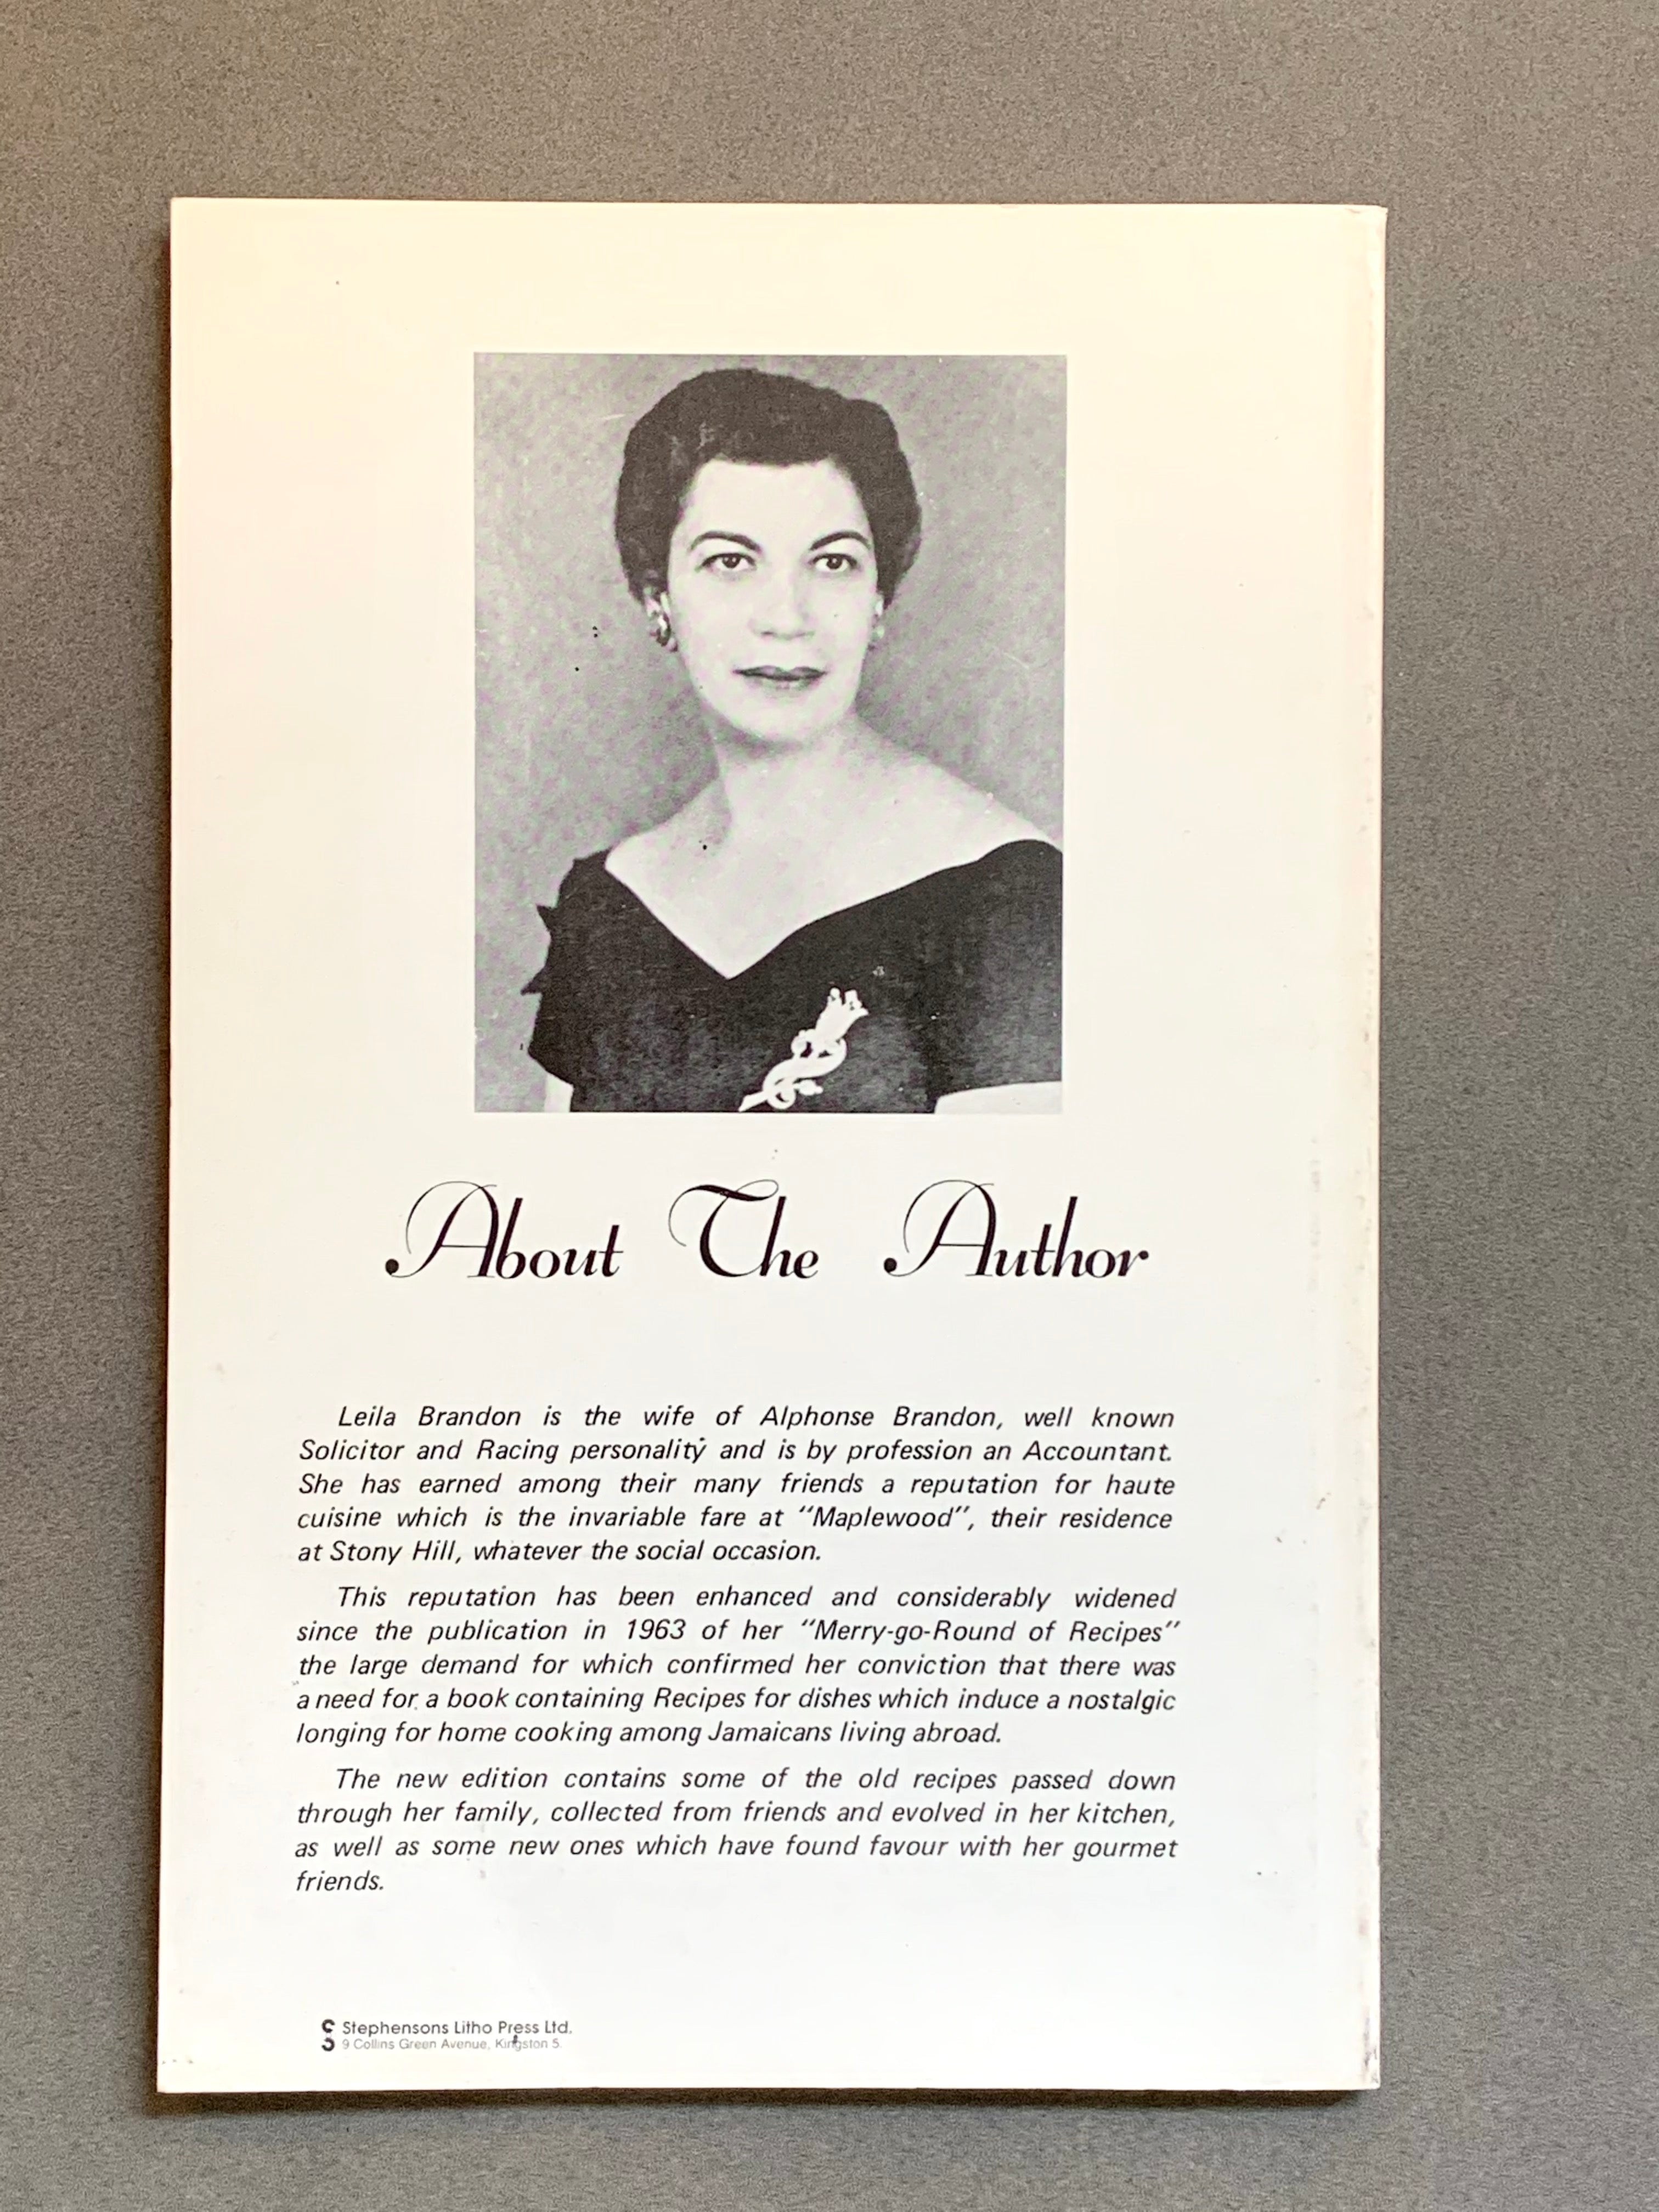 About The Author
Leila Brandon is the wife of Alphonse Brandon, well known
Solicitor and Racing personality and is by profession an Accountant.
She has earned among their many friends a reputation for haute
cuisine which is the invariable fare at "Maplewood", their residence
at Stony Hill, whatever the social occasion.
This reputation has been enhanced and considerably widened
since the publication in 1963 of her "Merry-go-Round of Recipes"
the large demand for which confirmed her conviction that there was
a need for a book containing Recipes for dishes which induce a nostalgic
longing for home cooking among Jamaicans living abroad.
The new edition contains some of the old recipes passed down
through her family, collected from friends and evolved in her kitchen,
as well as some new ones which have found favour with her gourmet
friends.
Stephensons Litho Press Ltd.
9 Collins Green Avenue, Kingston 5.